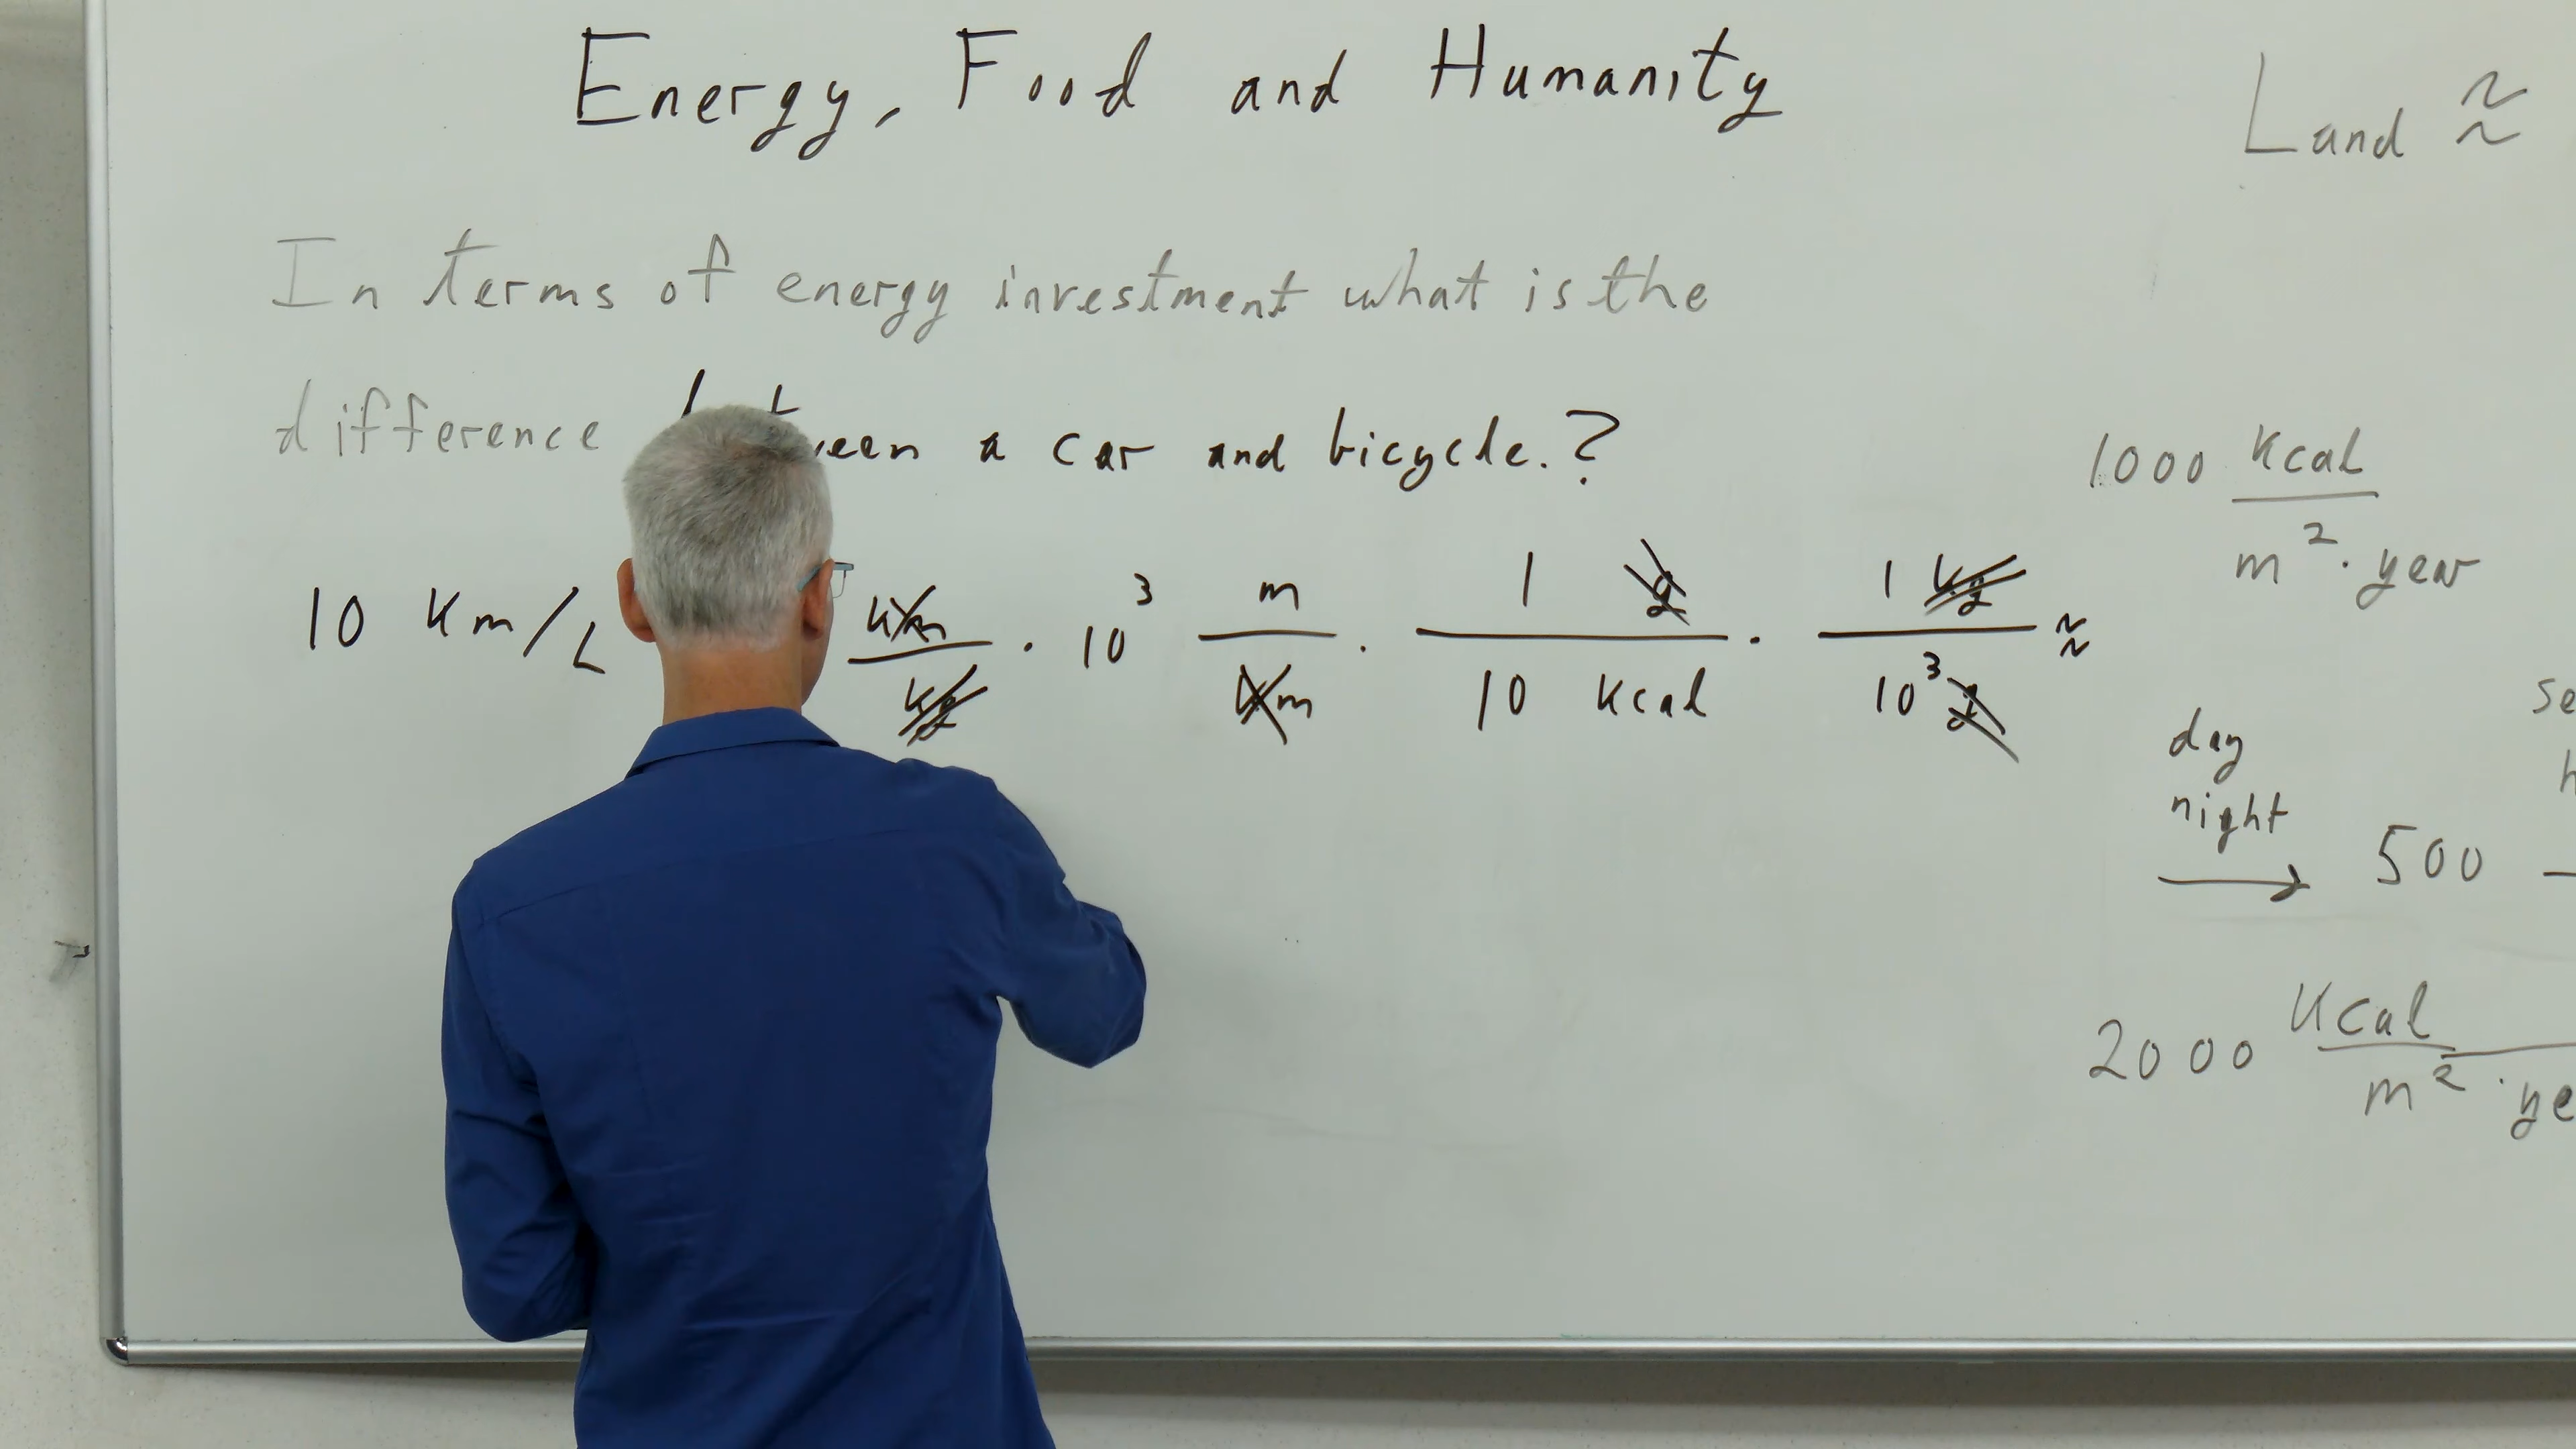 Energy, Food and Humanity
In terms of energy investment what is the
difference between a car and bicycle.?
10 Km/L km/kg · 10³ m/km · 1 g/10 kcal · 1 kg/10³ g ≈
Land ≈
1000 kcal
m² · year
day
night
→ 500
2000 Kcal
m² · ye